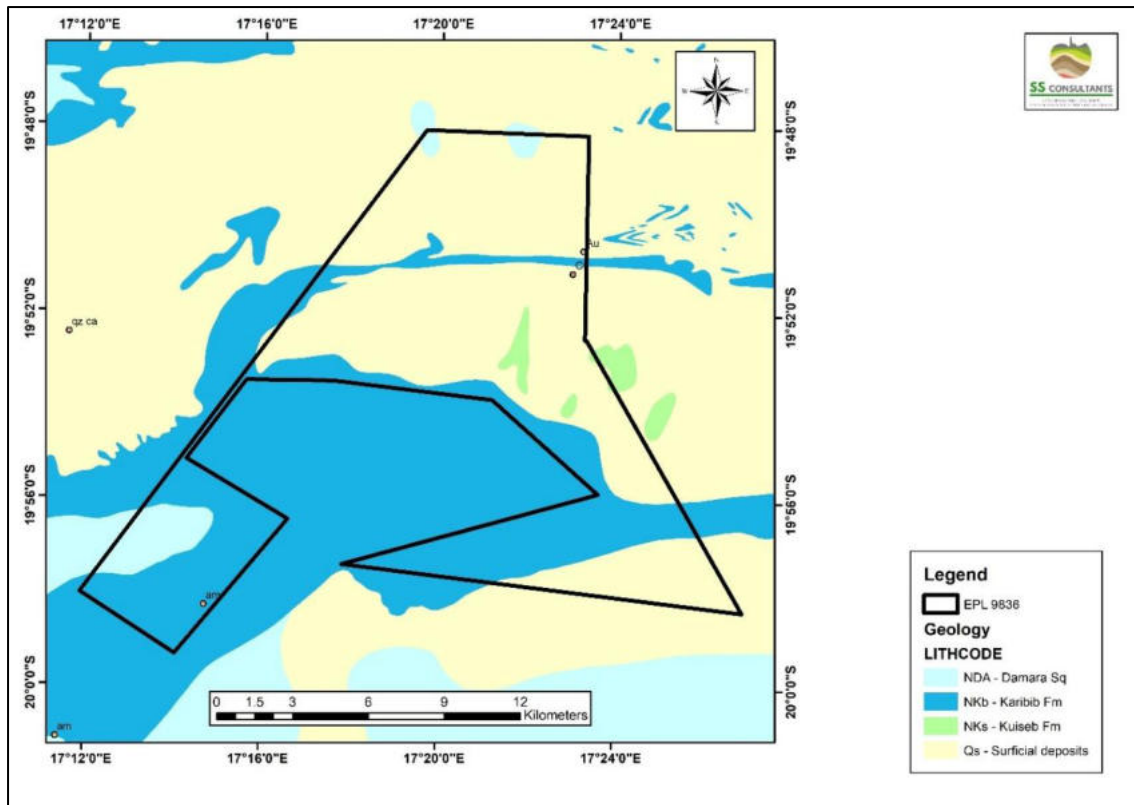 17°12'0"E 17°16'0"E 17°20'0"E 17°24'0"E
SS CONSULTANTS
N
W E
19°48'0"S 19°48'0"S
Au
19°52'0"S 19°52'0"S
qz ca
19°56'0"S 19°56'0"S
am
Legend
EPL 9836
Geology
LITHCODE
NDA - Damara Sq
NKb - Karibib Fm
NKs - Kuiseb Fm
Qs - Surficial deposits
20°0'0"S 20°0'0"S
0 1.5 3 6 9 12
Kilometers
am
17°12'0"E 17°16'0"E 17°20'0"E 17°24'0"E